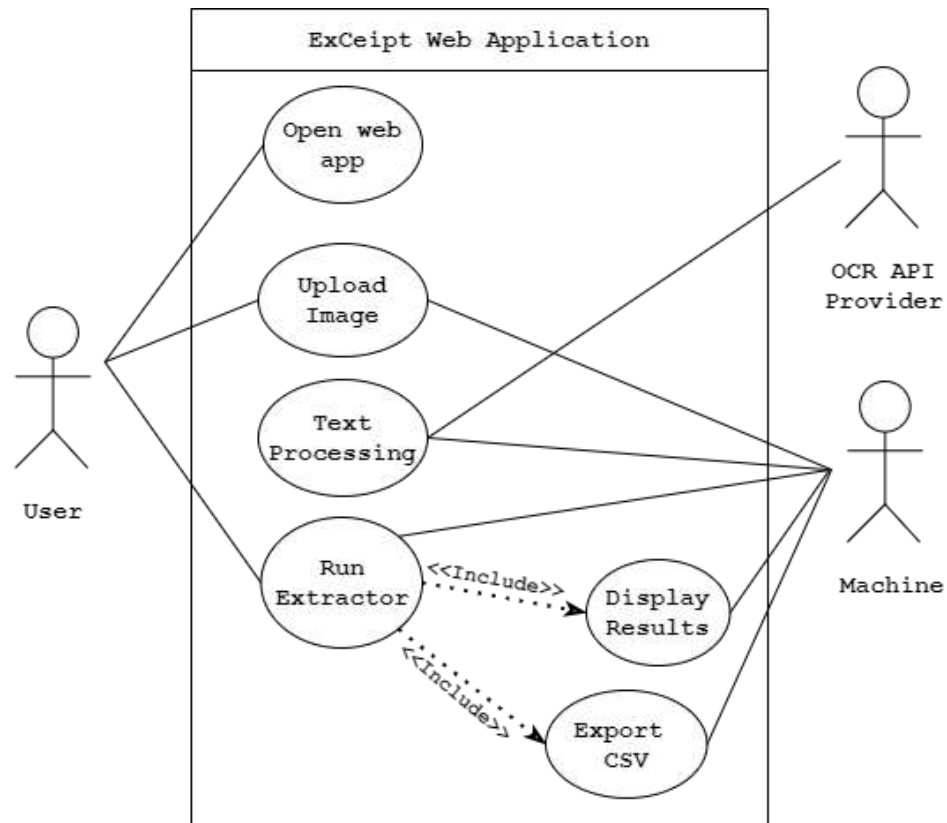 ExCeipt Web Application
Open web
app
Upload
Image
Text
Processing
Run
Extractor
<<Include>>
<<Include>>
Display
Results
Export
CSV
User
OCR API
Provider
Machine